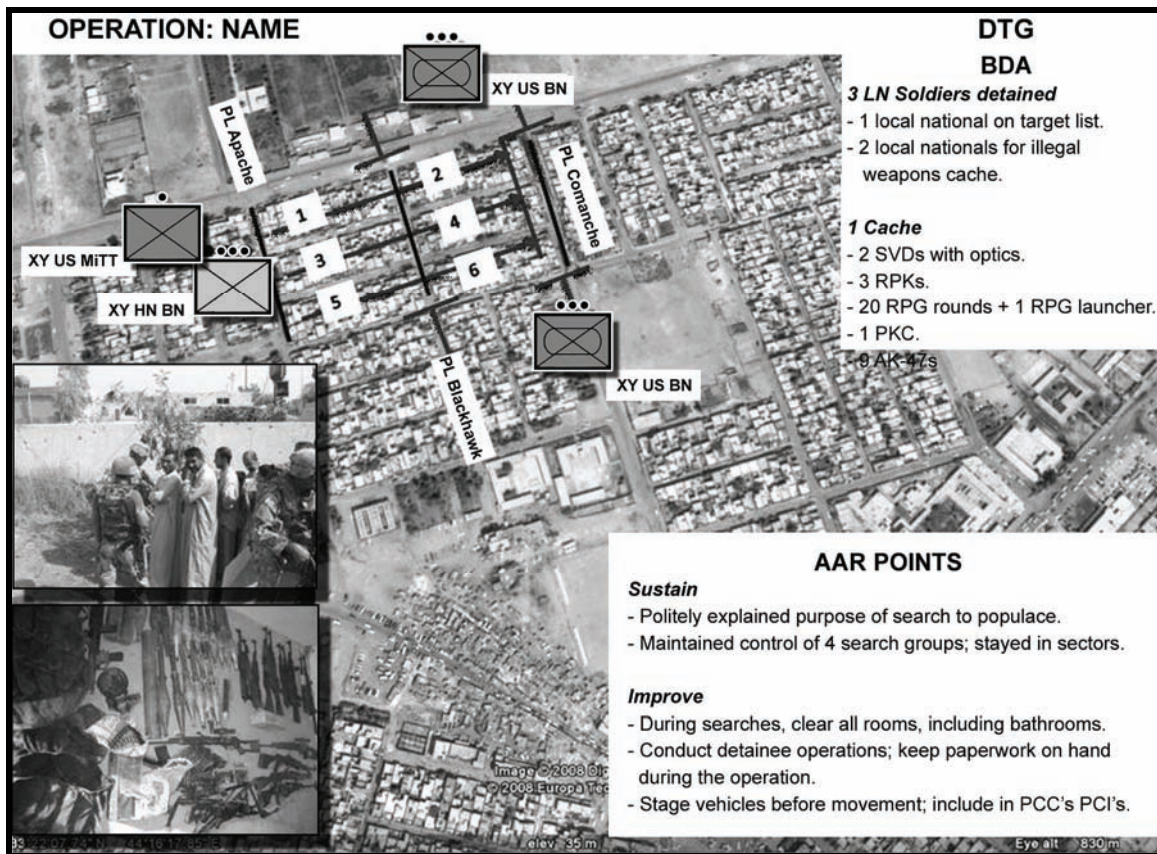 OPERATION: NAME
DTG
BDA
3 LN Soldiers detained
- 1 local national on target list.
- 2 local nationals for illegal
weapons cache.
1 Cache
- 2 SVDs with optics.
- 3 RPKs.
- 20 RPG rounds + 1 RPG launcher.
- 1 PKC.
- 9 AK-47s
XY US BN
PL Apache
PL Comanche
1
2
3
4
5
6
XY US MiTT
XY HN BN
XY US BN
PL Blackhawk
AAR POINTS
Sustain
- Politely explained purpose of search to populace.
- Maintained control of 4 search groups; stayed in sectors.
Improve
- During searches, clear all rooms, including bathrooms.
- Conduct detainee operations; keep paperwork on hand
during the operation.
- Stage vehicles before movement; include in PCC's PCI's.
Image © 2008
© 2008 Europa
elev 35 m
Eye alt 830 m